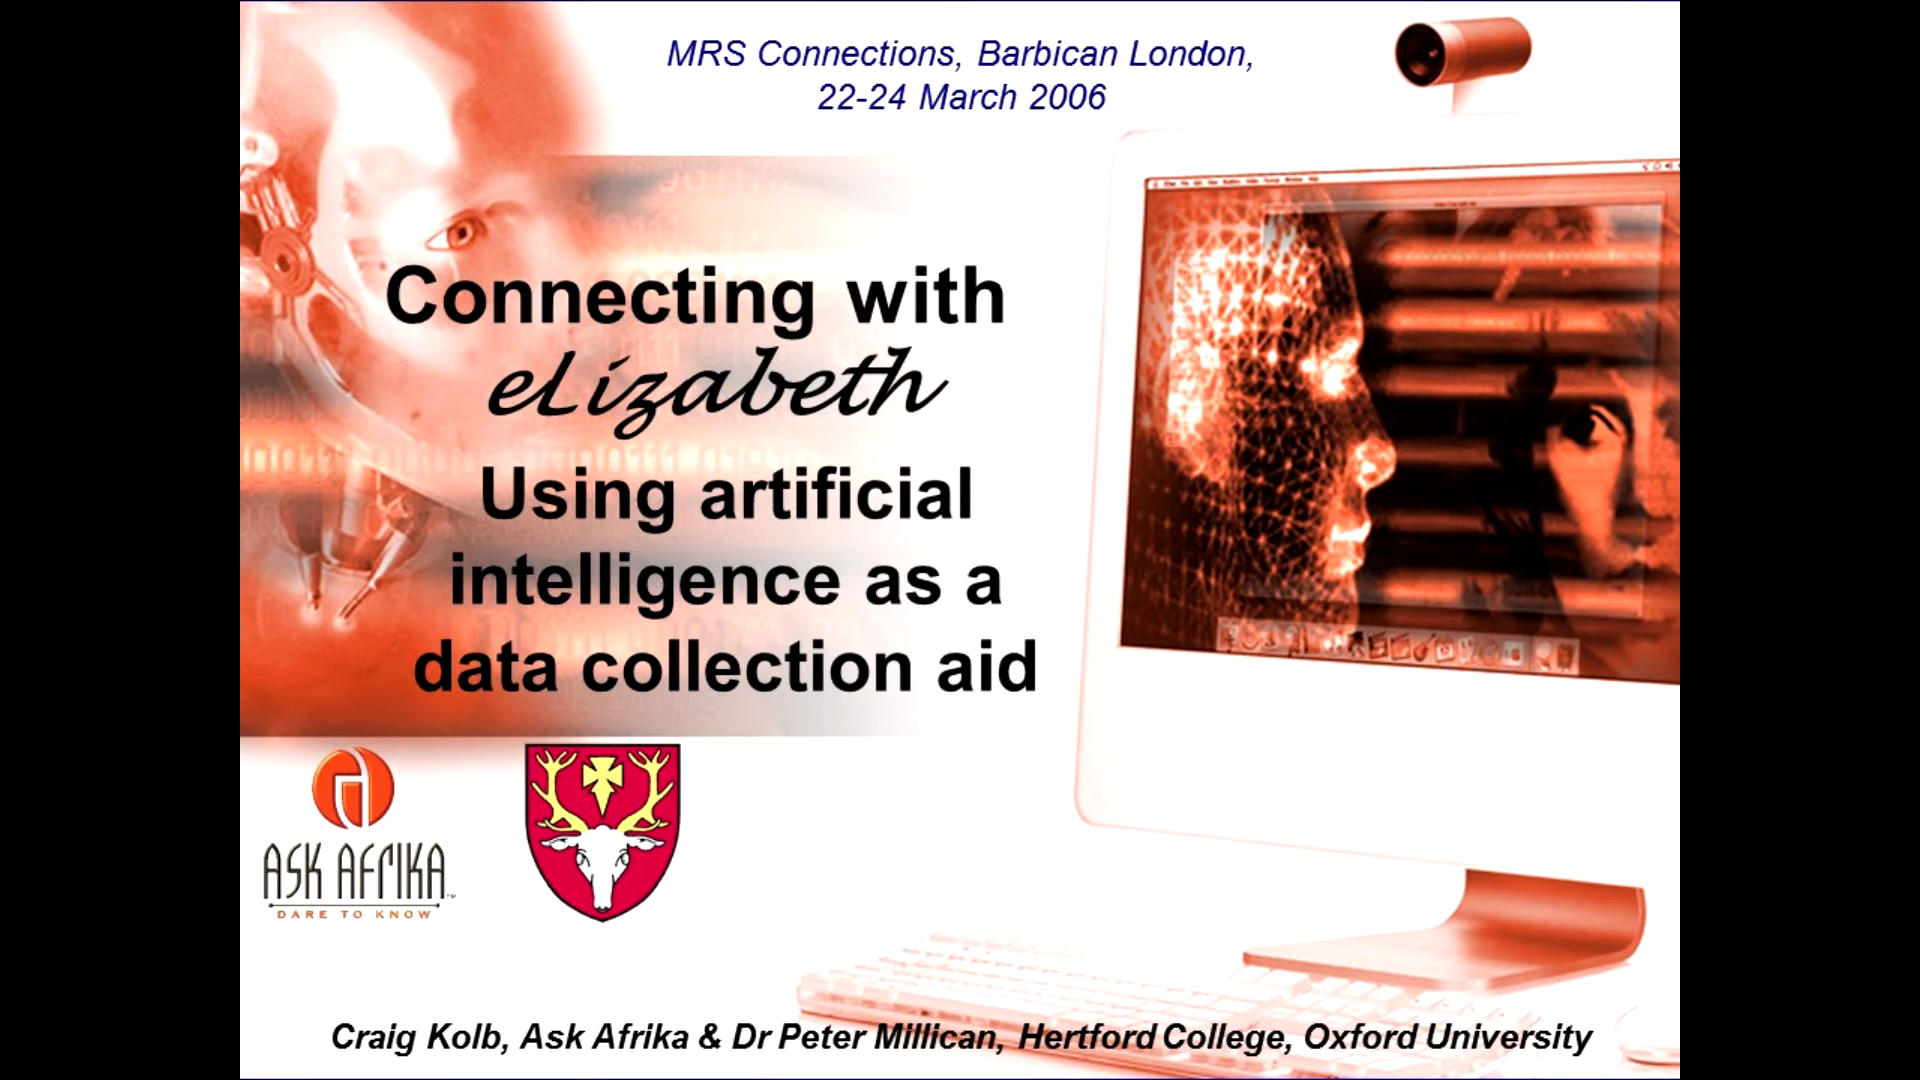 MRS Connections, Barbican London,
22-24 March 2006
Connecting with
eLizabeth
Using artificial
intelligence as a
data collection aid
ASK AFRIKA
DARE TO KNOW
Craig Kolb, Ask Afrika & Dr Peter Millican, Hertford College, Oxford University